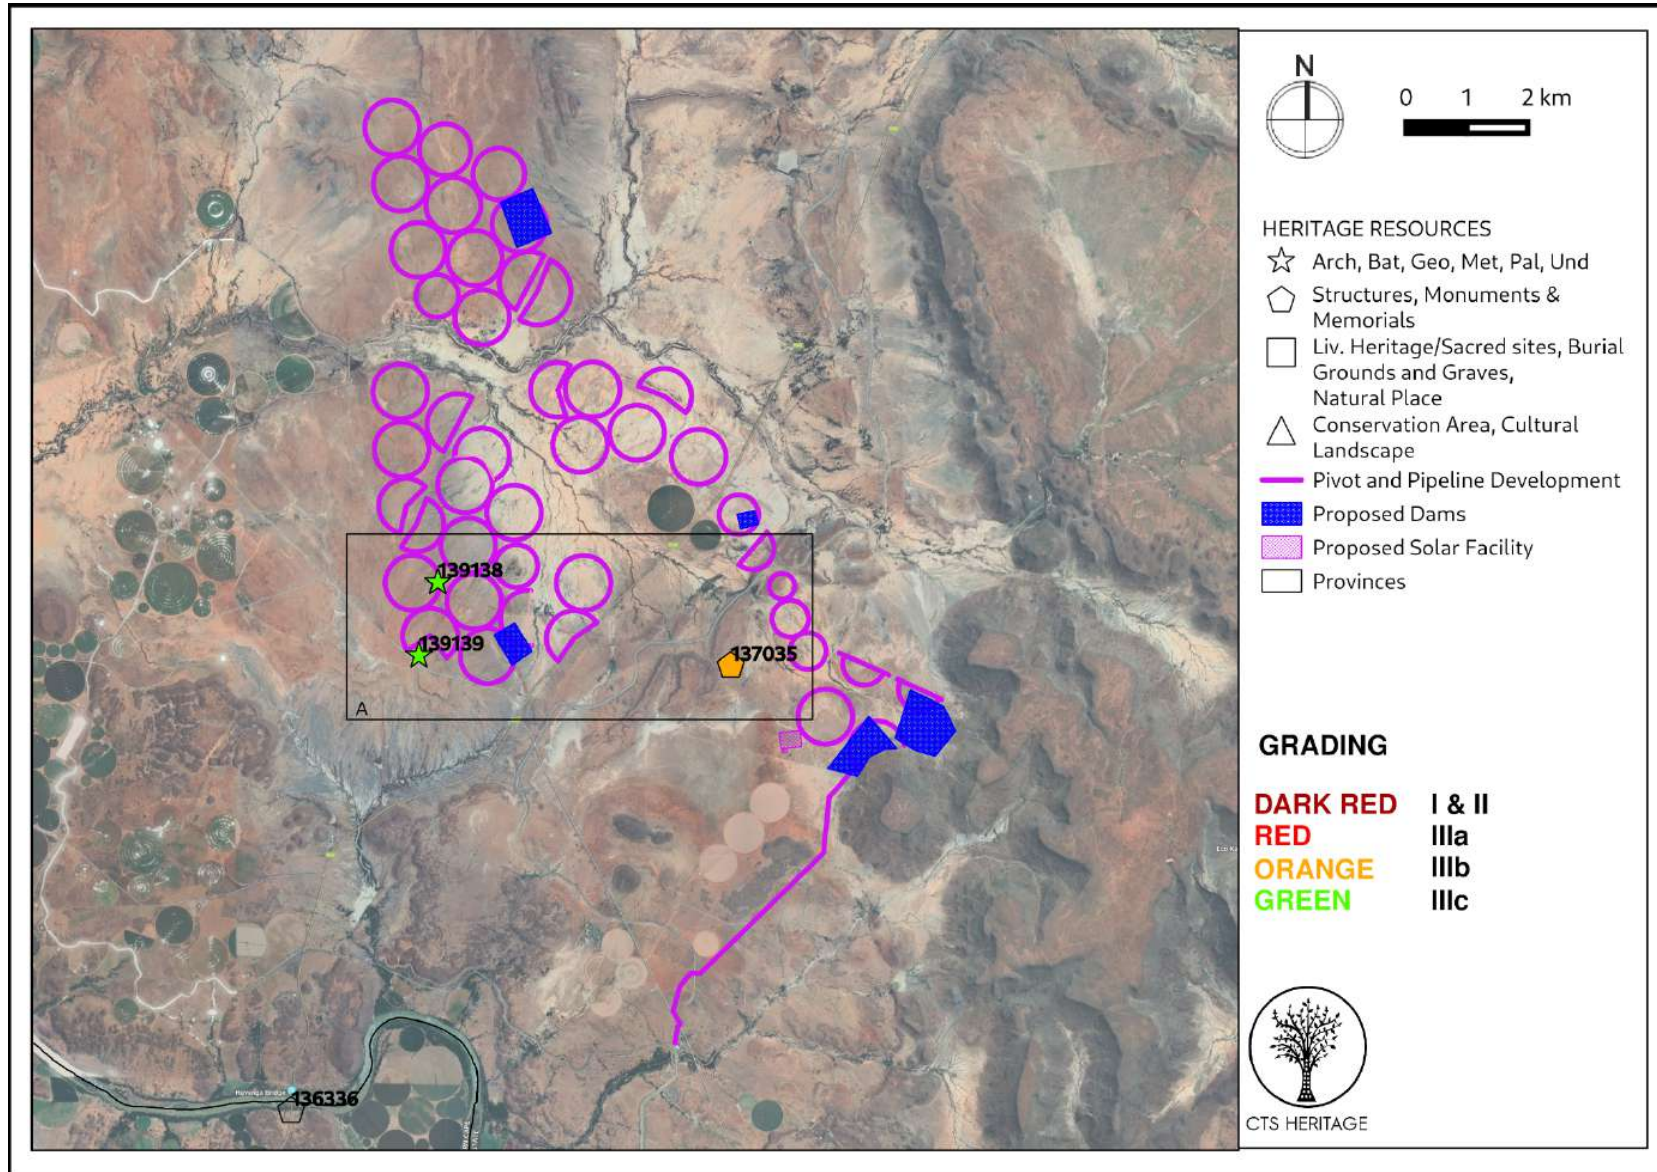 N
0 1 2 km
HERITAGE RESOURCES
Arch, Bat, Geo, Met, Pal, Und
Structures, Monuments &
Memorials
Liv. Heritage/Sacred sites, Burial
Grounds and Graves,
Natural Place
Conservation Area, Cultural
Landscape
Pivot and Pipeline Development
Proposed Dams
Proposed Solar Facility
Provinces
GRADING
DARK RED I & II
RED IIIa
ORANGE IIIb
GREEN IIIc
CTS HERITAGE
139138
139139
137035
A
136336